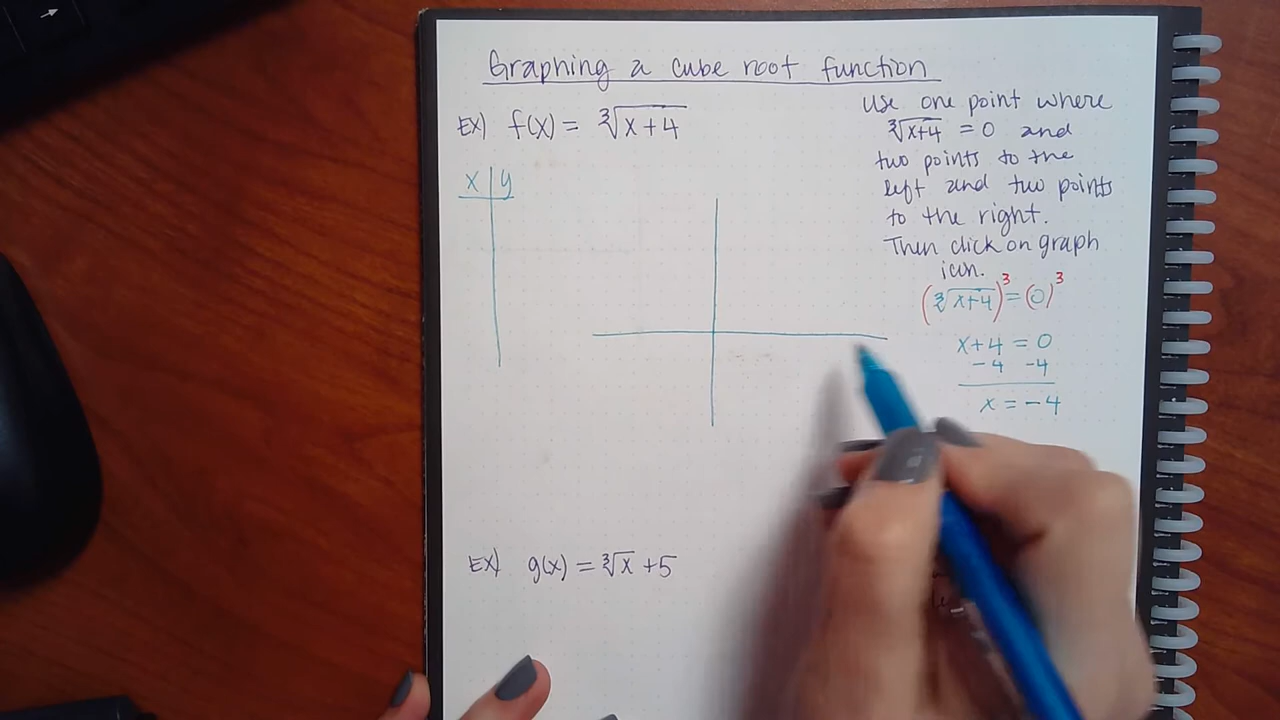 Graphing a cube root function
EX) f(x) = ∛(x+4)
x | y
Use one point where
∛(x+4) = 0 and
two points to the
left and two points
to the right.
Then click on graph
icon.
(∛(x+4))³ = (0)³
x+4 = 0
-4 -4
x = -4
EX) g(x) = ∛x + 5